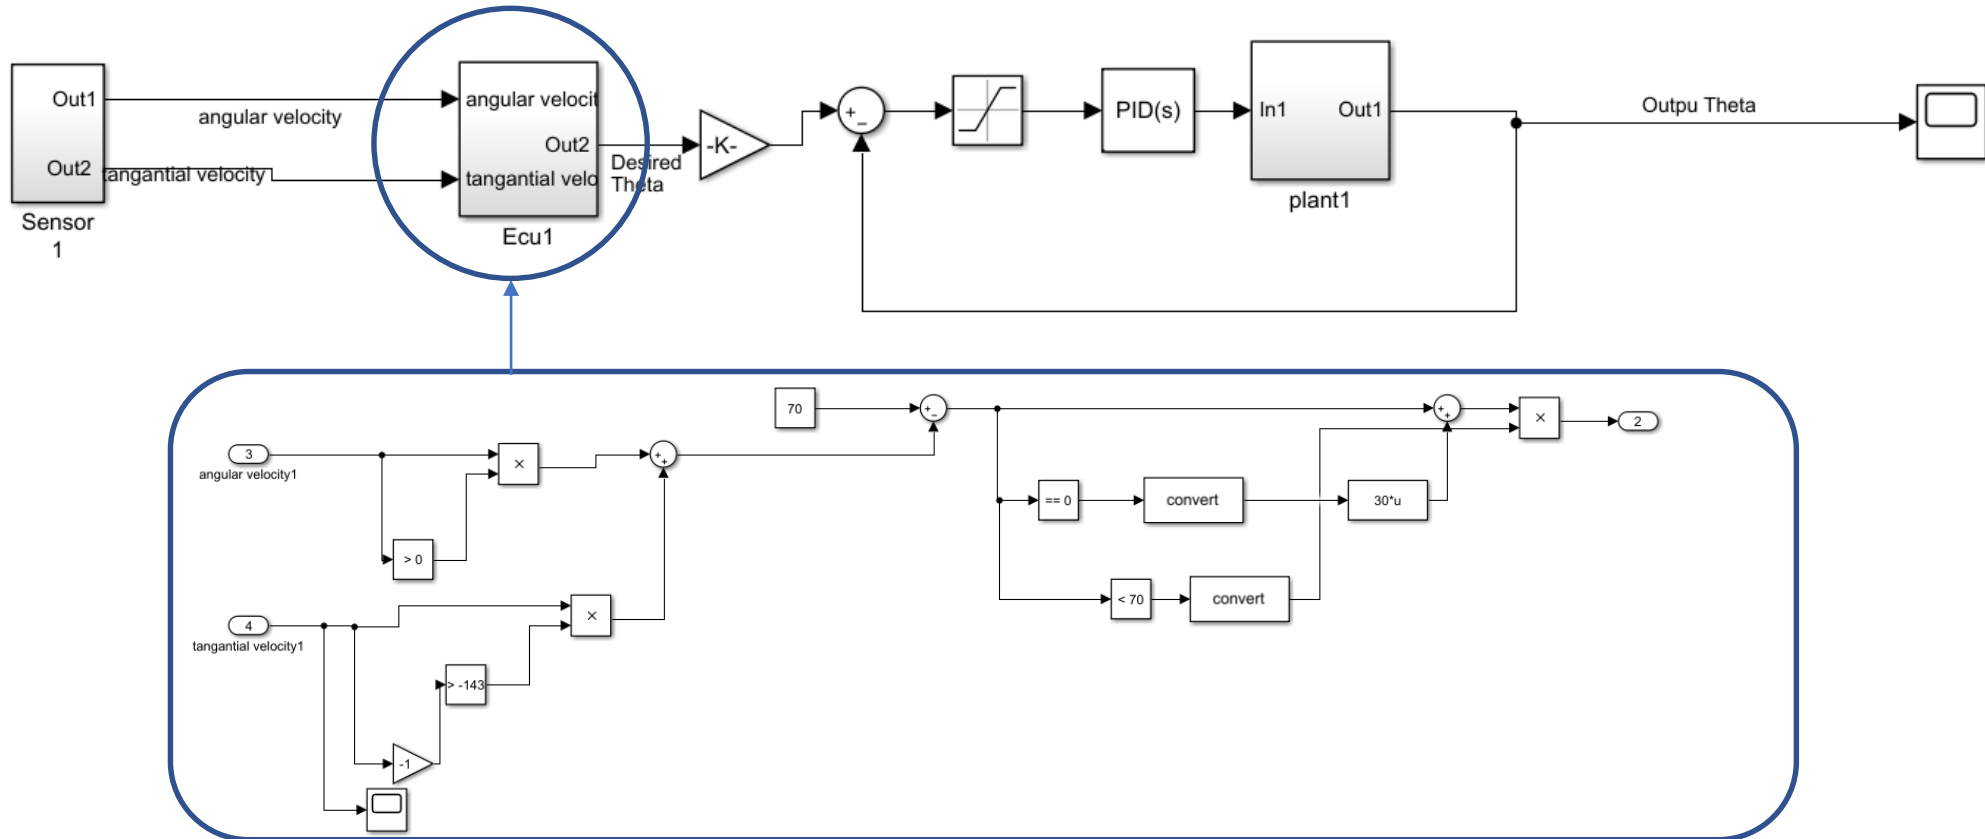 Out1
angular velocity
Out2
tangantial velocity
Sensor
1
angular velocit
Out2
tangantial velo
Ecu1
Desired
Theta
-K-
+
−
PID(s)
In1
Out1
plant1
Outpu Theta
70
+
−
3
angular velocity1
×
> 0
+
+
4
tangantial velocity1
×
> -143
-1
== 0
convert
30*u
< 70
convert
+
+
×
2